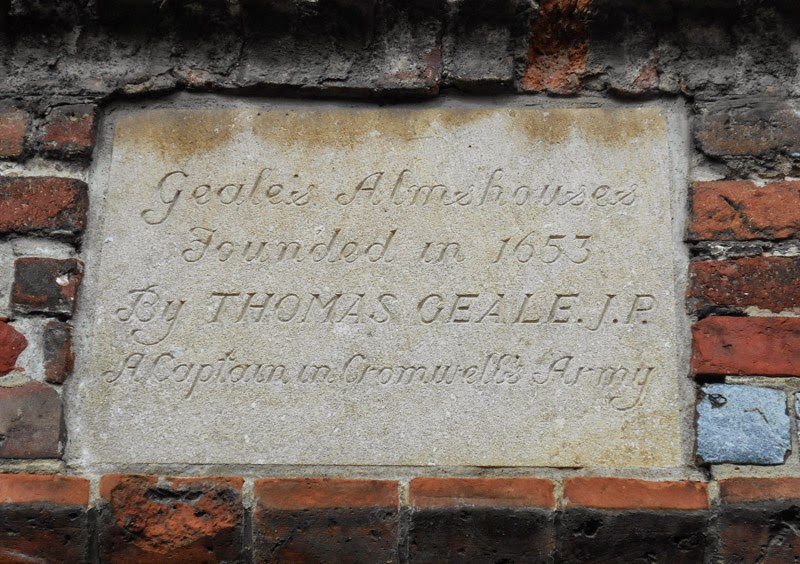 Geale's Almshouses
Founded in 1653
By THOMAS GEALE. J.P.
A Captain in Cromwell's Army